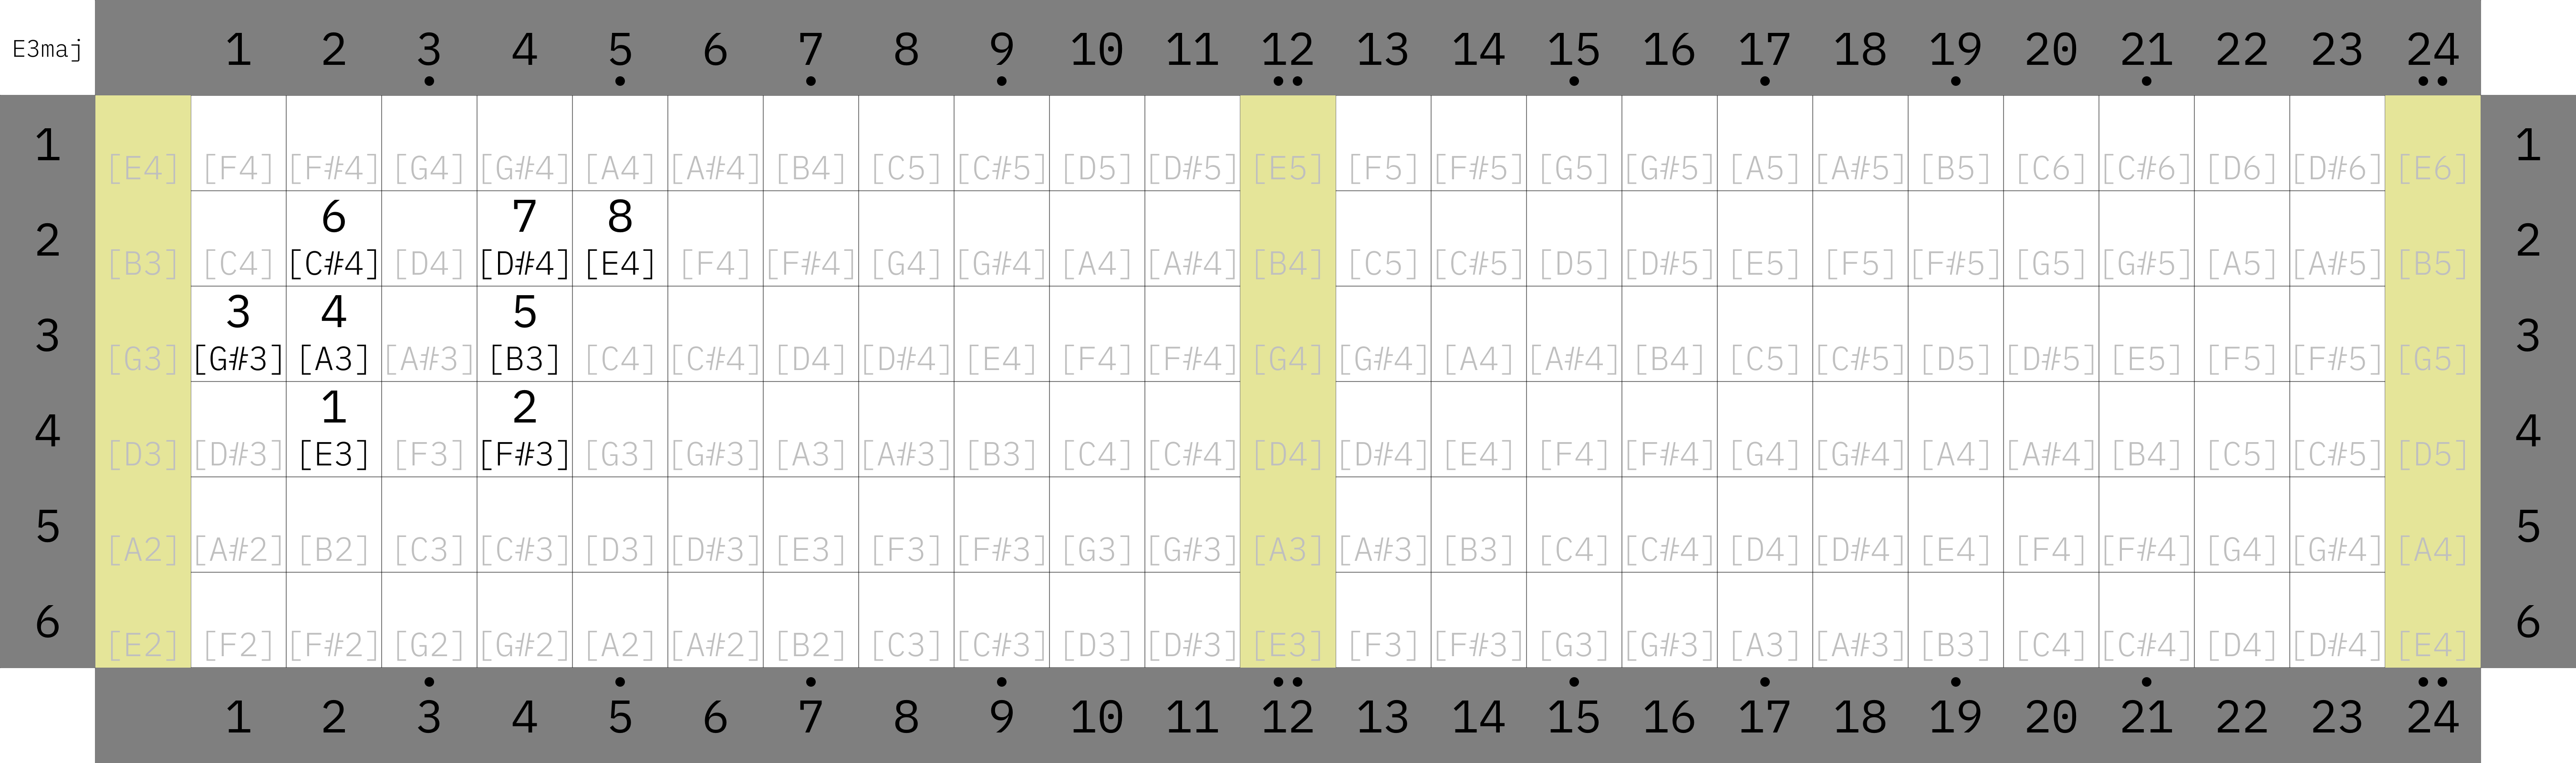 E3maj 1 2 3 4 5 6 7 8 9 10 11 12 13 14 15 16 17 18 19 20 21 22 23 24
1 [E4] [F4] [F#4] [G4] [G#4] [A4] [A#4] [B4] [C5] [C#5] [D5] [D#5] [E5] [F5] [F#5] [G5] [G#5] [A5] [A#5] [B5] [C6] [C#6] [D6] [D#6] [E6] 1
6 7 8
2 [B3] [C4] [C#4] [D4] [D#4] [E4] [F4] [F#4] [G4] [G#4] [A4] [A#4] [B4] [C5] [C#5] [D5] [D#5] [E5] [F5] [F#5] [G5] [G#5] [A5] [A#5] [B5] 2
3 4 5
3 [G3] [G#3] [A3] [A#3] [B3] [C4] [C#4] [D4] [D#4] [E4] [F4] [F#4] [G4] [G#4] [A4] [A#4] [B4] [C5] [C#5] [D5] [D#5] [E5] [F5] [F#5] [G5] 3
1 2
4 [D3] [D#3] [E3] [F3] [F#3] [G3] [G#3] [A3] [A#3] [B3] [C4] [C#4] [D4] [D#4] [E4] [F4] [F#4] [G4] [G#4] [A4] [A#4] [B4] [C5] [C#5] [D5] 4
5 [A2] [A#2] [B2] [C3] [C#3] [D3] [D#3] [E3] [F3] [F#3] [G3] [G#3] [A3] [A#3] [B3] [C4] [C#4] [D4] [D#4] [E4] [F4] [F#4] [G4] [G#4] [A4] 5
6 [E2] [F2] [F#2] [G2] [G#2] [A2] [A#2] [B2] [C3] [C#3] [D3] [D#3] [E3] [F3] [F#3] [G3] [G#3] [A3] [A#3] [B3] [C4] [C#4] [D4] [D#4] [E4] 6
1 2 3 4 5 6 7 8 9 10 11 12 13 14 15 16 17 18 19 20 21 22 23 24